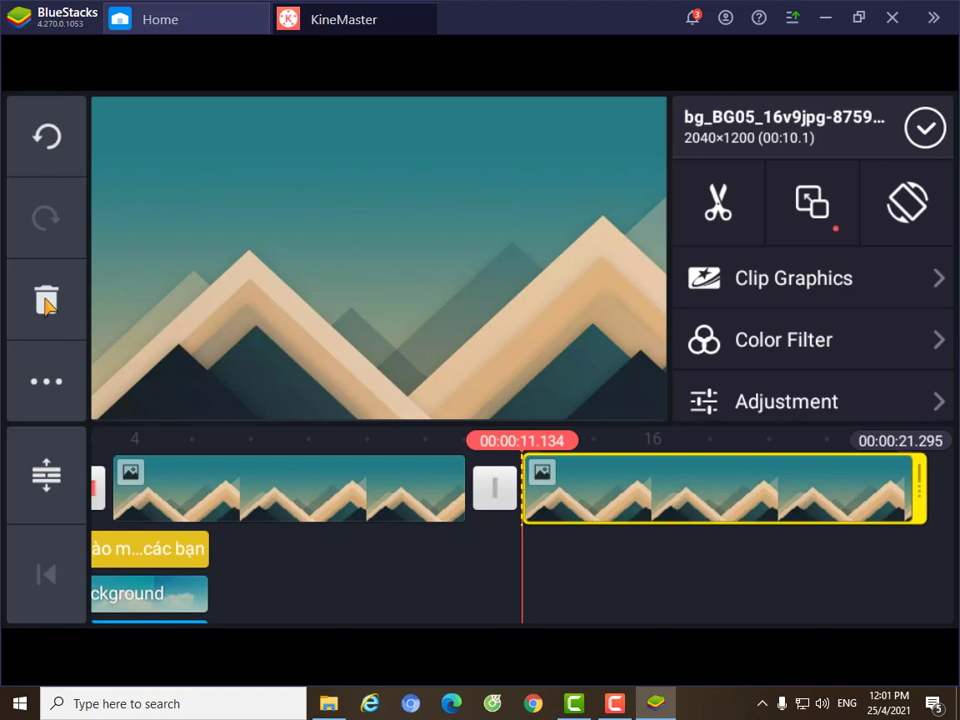 BlueStacks
4.270.0.1053
Home
KineMaster
3
bg_BG05_16v9jpg-8759...
2040×1200 (00:10.1)
Clip Graphics
Color Filter
Adjustment
4
00:00:11.134
16
00:00:21.295
ào m...các bạn
ckground
Type here to search
ENG
12:01 PM
25/4/2021
5